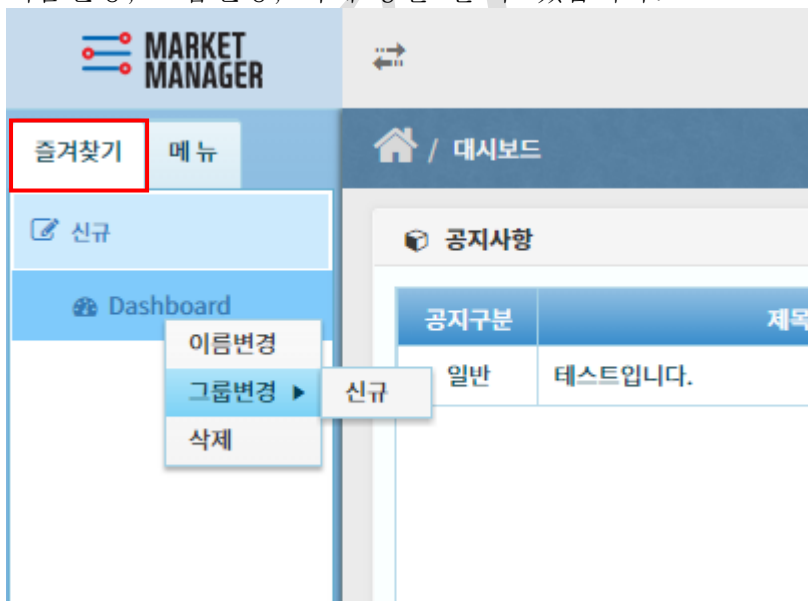 MARKET
MANAGER
즐겨찾기 메 뉴
/ 대시보드
신규
공지사항
Dashboard
공지구분 제목
이름변경
그룹변경 ▶ 신규
일반 테스트입니다.
삭제